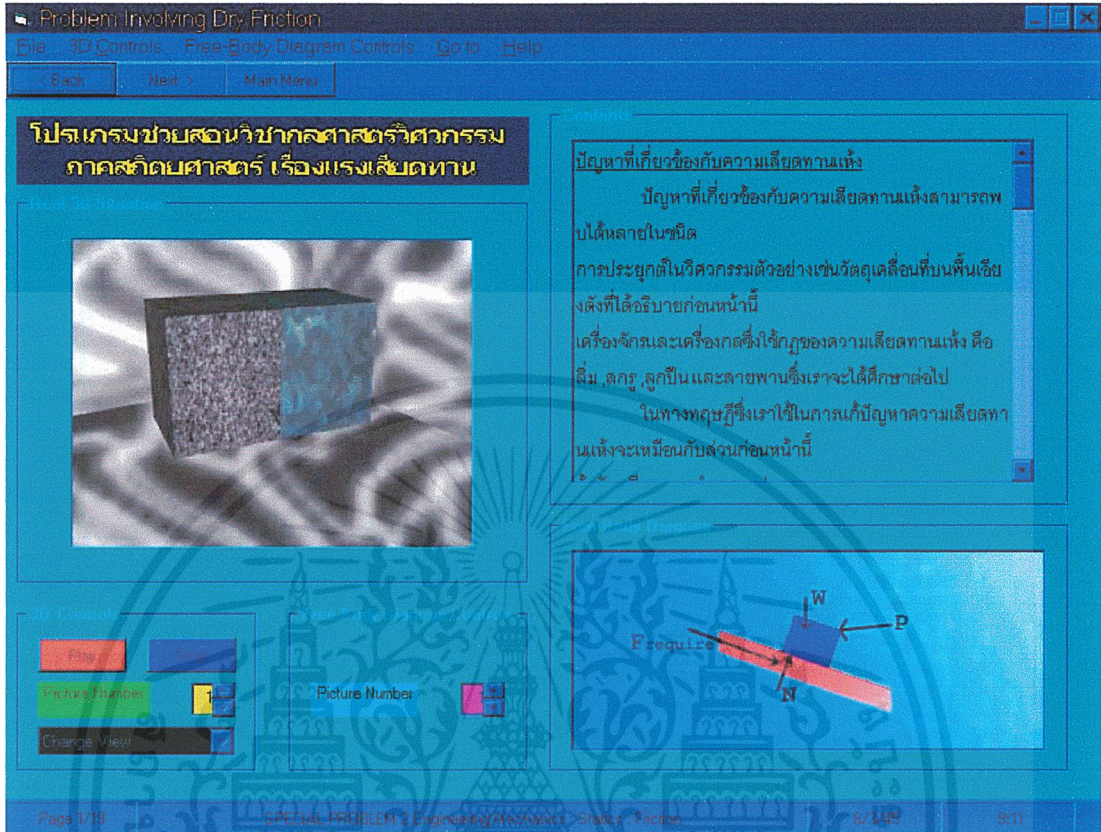 Problem Involving Dry Friction
File 3D Controls Free-Body Diagram Controls Go to Help
< Back Next > Main Menu
โปรแกรมช่วยสอนวิชากลศาสตร์วิศวกรรม
ภาคสถิตยศาสตร์ เรื่องแรงเสียดทาน
Contents
ปัญหาที่เกี่ยวข้องกับความเสียดทานแห้ง
ปัญหาที่เกี่ยวข้องกับความเสียดทานแห้งสามารถพ
บได้หลายในชนิด
การประยุกต์ในวิศวกรรมตัวอย่างเช่นวัตถุเคลื่อนที่บนพื้นเอีย
งดังที่ได้อธิบายก่อนหน้านี้
เครื่องจักรและเครื่องกลซึ่งใช้กฎของความเสียดทานแห้ง คือ
ลิ่ม ,สกรู ,ลูกปืน และสายพานซึ่งเราจะได้ศึกษาต่อไป
ในทางทฤษฎีซึ่งเราใช้ในการแก้ปัญหาความเสียดทา
นแห้งจะเหมือนกับส่วนก่อนหน้านี้
W
P
Frequire
N
3D Control
Play
Picture Number 1
Change View
Picture Number 1
Page 1/19 SPECIAL PROBLEM 2 Engineering Mechanics : Statics : Friction 9:11